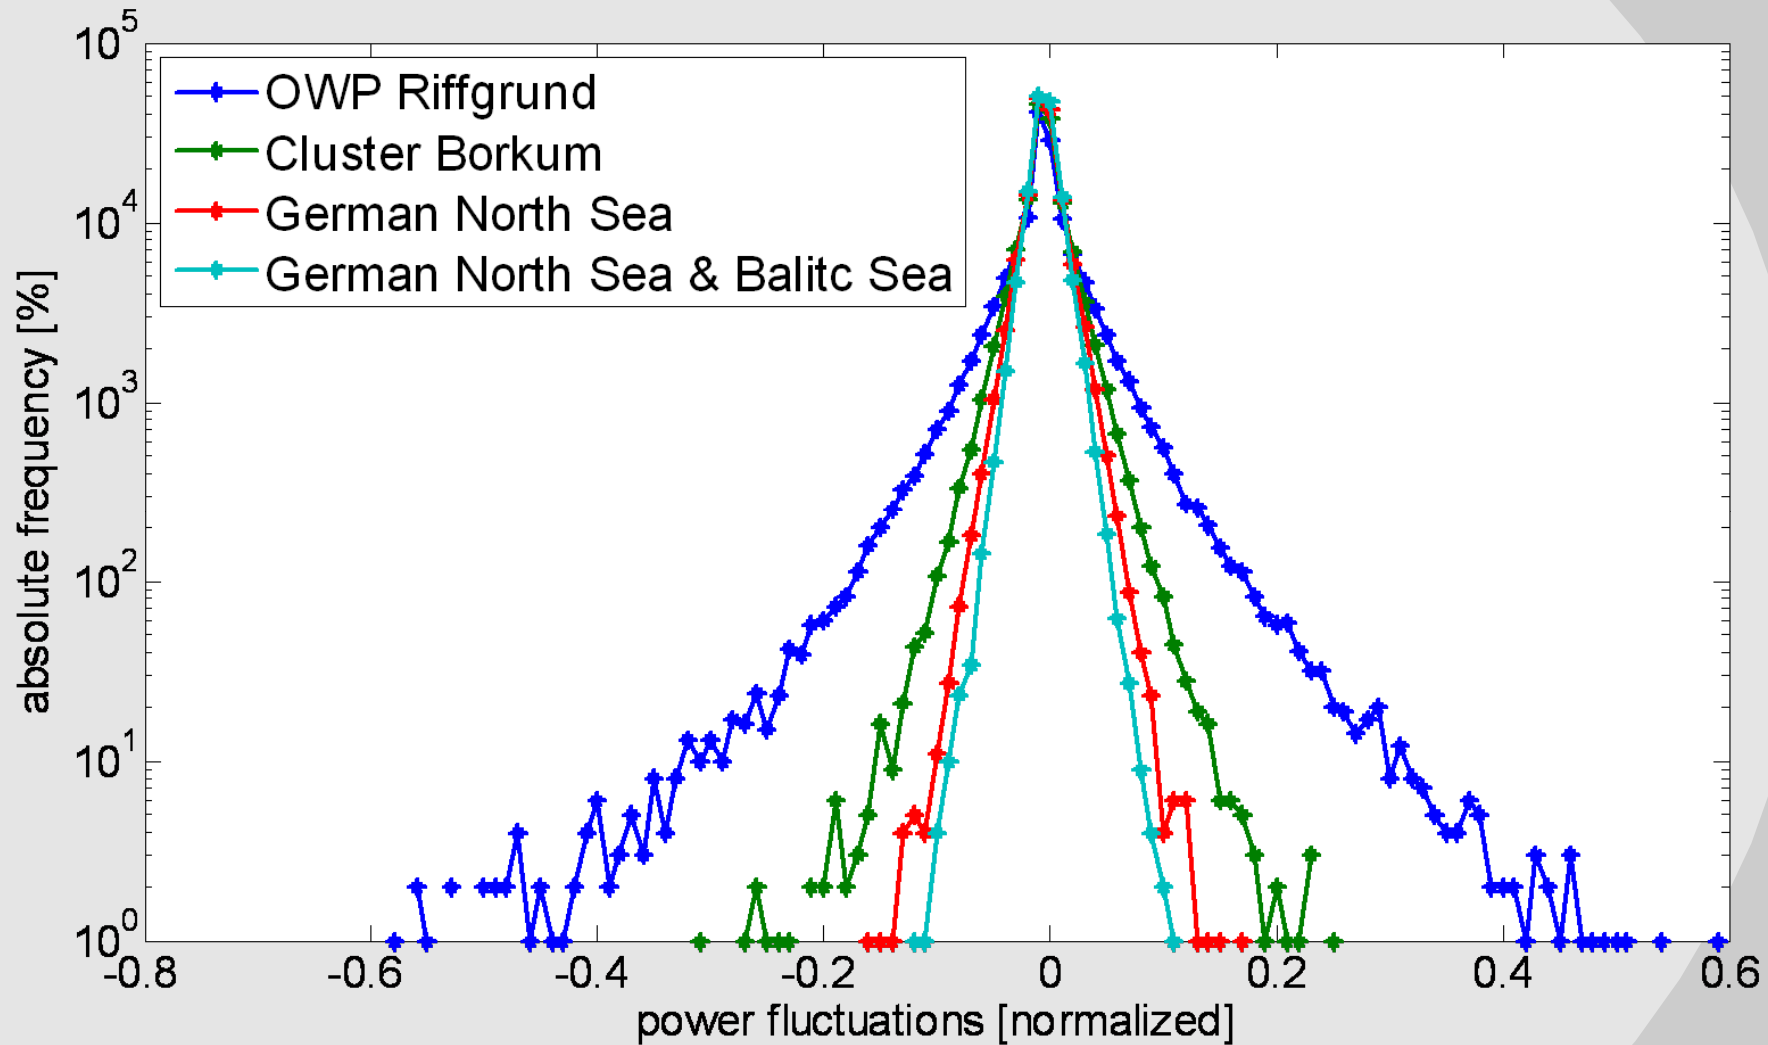 10^5
10^4
10^3
10^2
10^1
10^0
absolute frequency [%]
OWP Riffgrund
Cluster Borkum
German North Sea
German North Sea & Balitc Sea
-0.8 -0.6 -0.4 -0.2 0 0.2 0.4 0.6
power fluctuations [normalized]